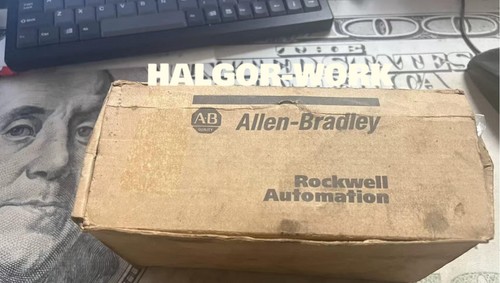 HALGOR-WORK
AB
Allen-Bradley
Rockwell
Automation